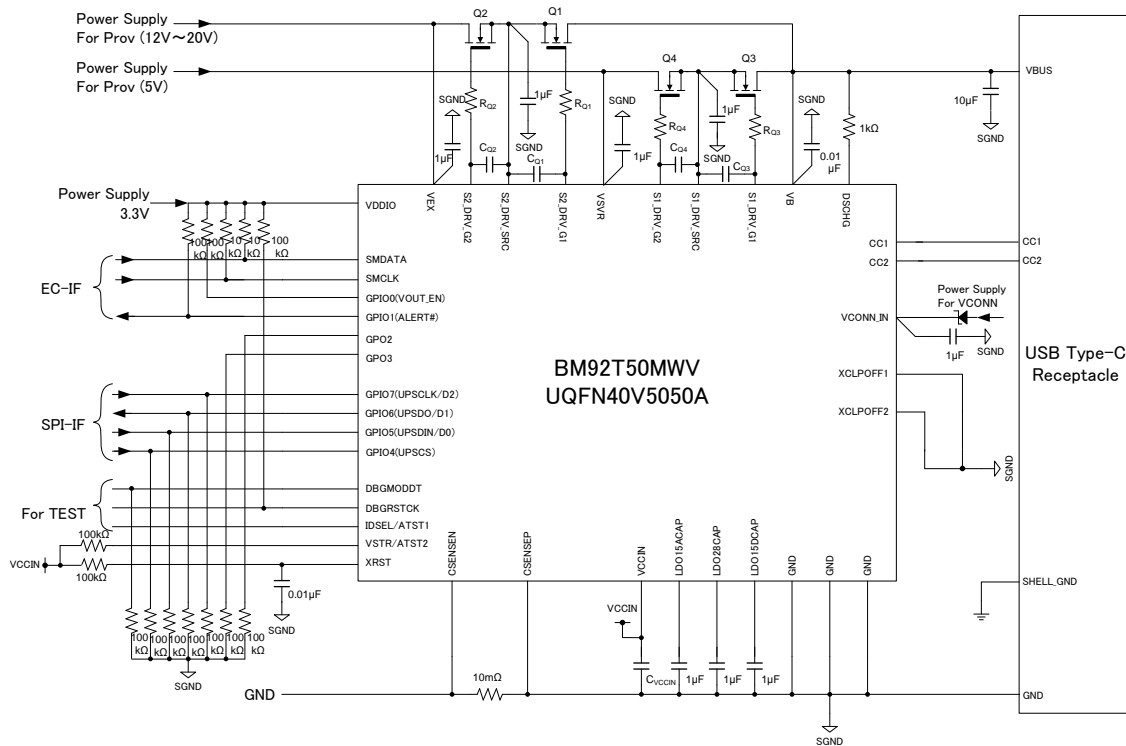 Power Supply
For Prov (12V～20V)
Power Supply
For Prov (5V)
Q2
Q1
Q4
Q3
VBUS
SGND
1μF
RQ2
1μF
SGND
RQ1
CQ2
CQ1
SGND
1μF
RQ4
1μF
SGND
RQ3
CQ4
CQ3
SGND
0.01
μF
1kΩ
10μF
SGND
Power Supply
3.3V
VDDIO
VEX
S2_DRV_G2
S2_DRV_SRC
S2_DRV_G1
VSVR
S1_DRV_G2
S1_DRV_SRC
S1_DRV_G1
VB
DSCHG
100
kΩ
100
kΩ
10
kΩ
10
kΩ
100
kΩ
EC-IF
SMDATA
SMCLK
GPIO0(VOUT_EN)
GPIO1(ALERT#)
GPO2
GPO3
SPI-IF
GPIO7(UPSCLK/D2)
GPIO6(UPSDO/D1)
GPIO5(UPSDIN/D0)
GPIO4(UPSCS)
For TEST
DBGMODDT
DBGRSTCK
IDSEL/ATST1
VSTR/ATST2
XRST
BM92T50MWV
UQFN40V5050A
CC1
CC1
CC2
CC2
Power Supply
For VCONN
VCONN_IN
1μF
SGND
XCLPOFF1
XCLPOFF2
SGND
USB Type-C
Receptacle
SHELL_GND
GND
VCCIN
100kΩ
100kΩ
0.01μF
SGND
100
kΩ
100
kΩ
100
kΩ
100
kΩ
100
kΩ
100
kΩ
100
kΩ
SGND
CSENSEN
CSENSEP
VCCIN
LDO15ACAP
LDO28CAP
LDO15DCAP
GND
GND
GND
VCCIN
CVCCIN
1μF
1μF
1μF
GND
10mΩ
SGND